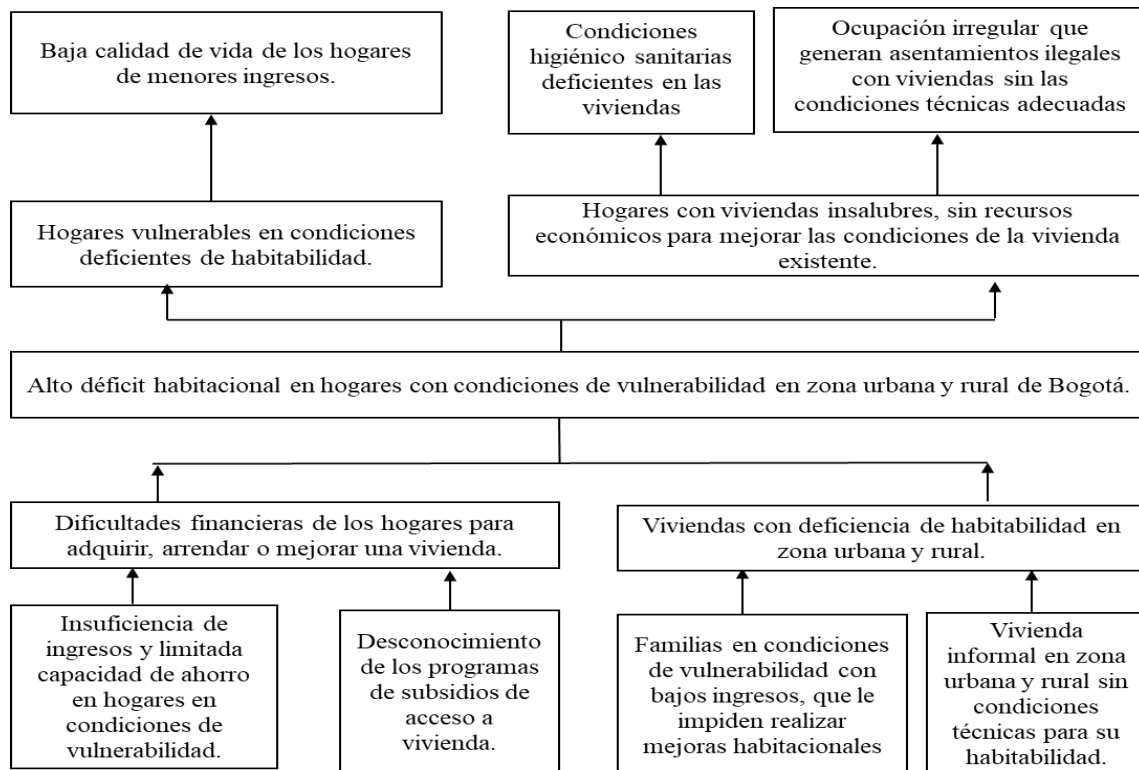 Baja calidad de vida de los hogares
de menores ingresos.
Condiciones
higiénico sanitarias
deficientes en las
viviendas
Ocupación irregular que
generan asentamientos ilegales
con viviendas sin las
condiciones técnicas adecuadas
Hogares vulnerables en condiciones
deficientes de habitabilidad.
Hogares con viviendas insalubres, sin recursos
económicos para mejorar las condiciones de la vivienda
existente.
Alto déficit habitacional en hogares con condiciones de vulnerabilidad en zona urbana y rural de Bogotá.
Dificultades financieras de los hogares para
adquirir, arrendar o mejorar una vivienda.
Viviendas con deficiencia de habitabilidad en
zona urbana y rural.
Insuficiencia de
ingresos y limitada
capacidad de ahorro
en hogares en
condiciones de
vulnerabilidad.
Desconocimiento
de los programas
de subsidios de
acceso a
vivienda.
Familias en condiciones
de vulnerabilidad con
bajos ingresos, que le
impiden realizar
mejoras habitacionales
Vivienda
informal en zona
urbana y rural sin
condiciones
técnicas para su
habitabilidad.